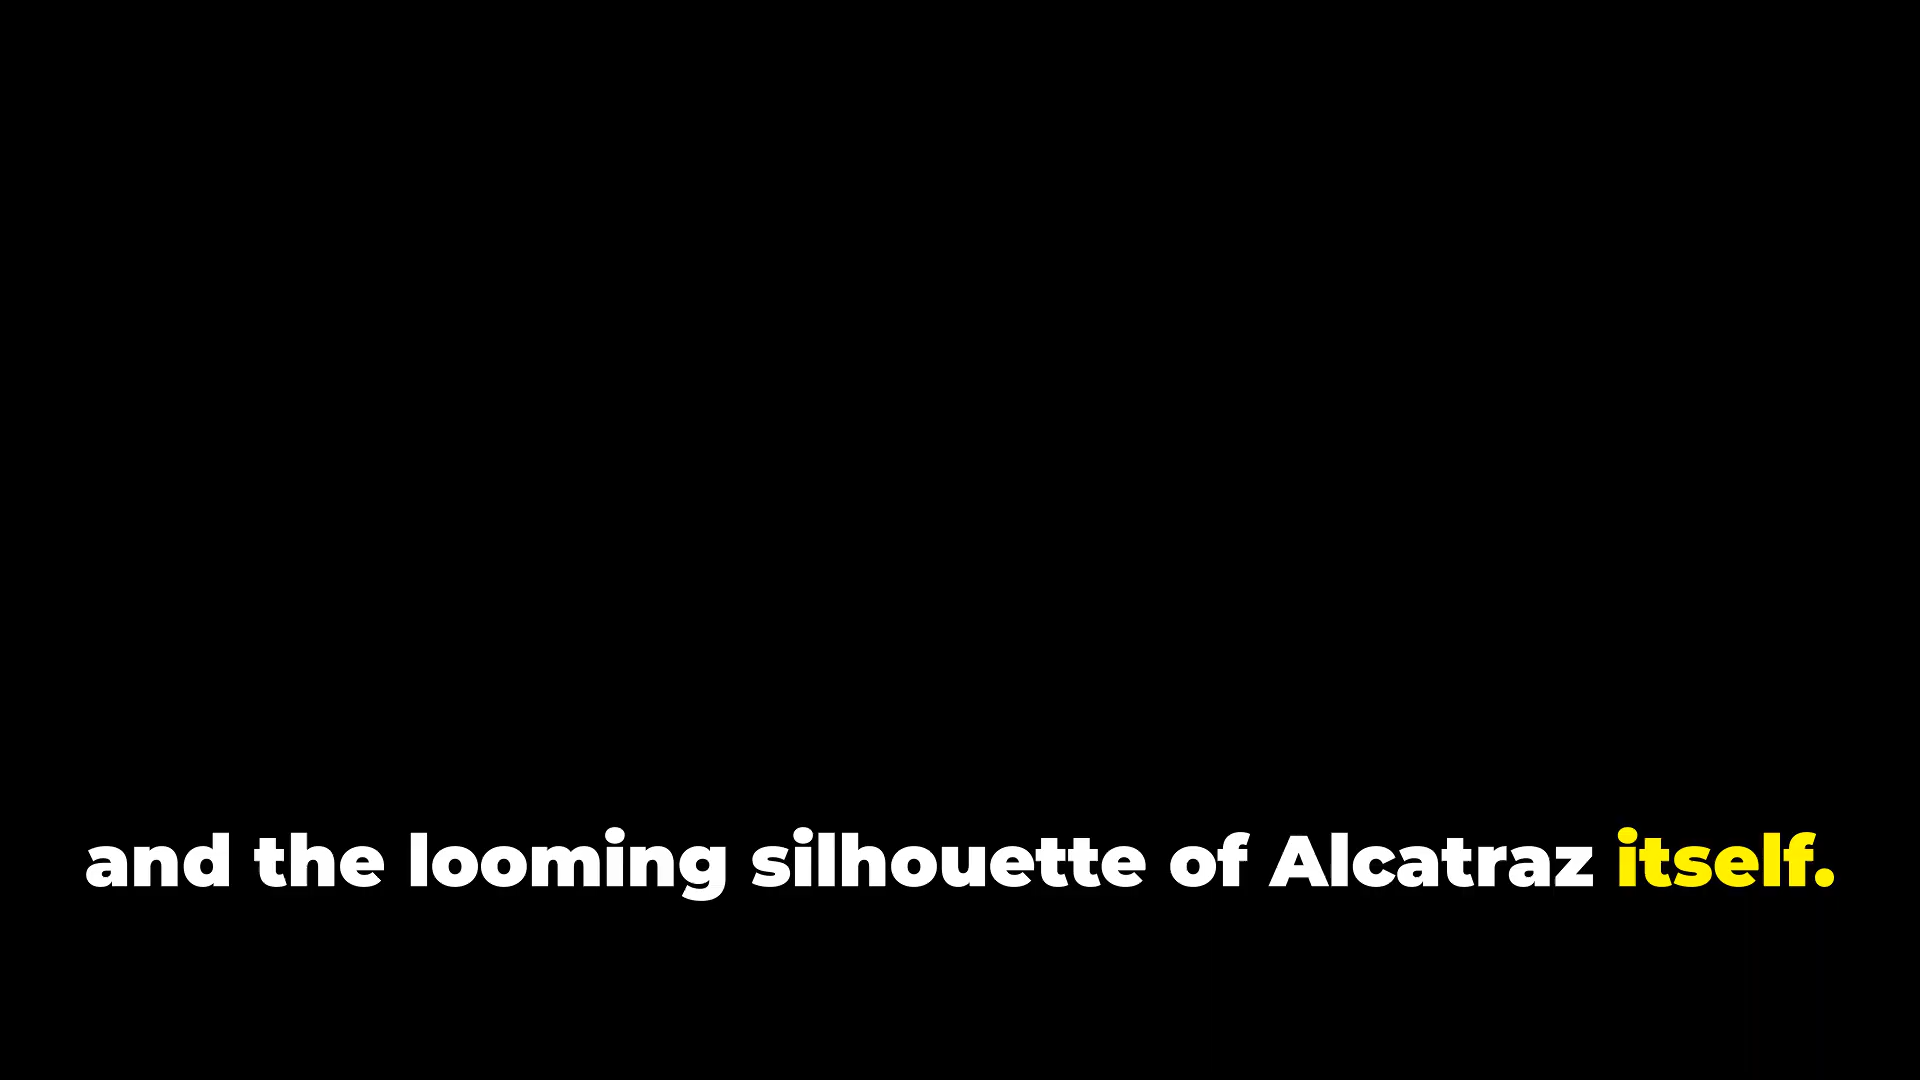 and the looming silhouette of Alcatraz itself.